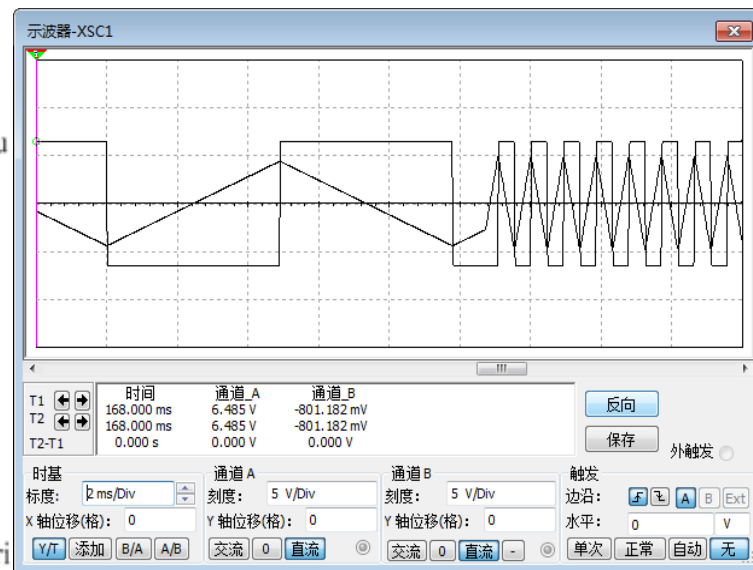 示波器-XSC1
u
时间 通道_A 通道_B
T1 168.000 ms 6.485 V -801.182 mV
T2 168.000 ms 6.485 V -801.182 mV
T2-T1 0.000 s 0.000 V 0.000 V
反向
保存
外触发
时基 通道 A 通道 B 触发
标度: 2 ms/Div 刻度: 5 V/Div 刻度: 5 V/Div 边沿: A B Ext
X 轴位移(格): 0 Y 轴位移(格): 0 Y 轴位移(格): 0 水平: 0 V
Y/T 添加 B/A A/B 交流 0 直流 交流 0 直流 - 单次 正常 自动 无
ri